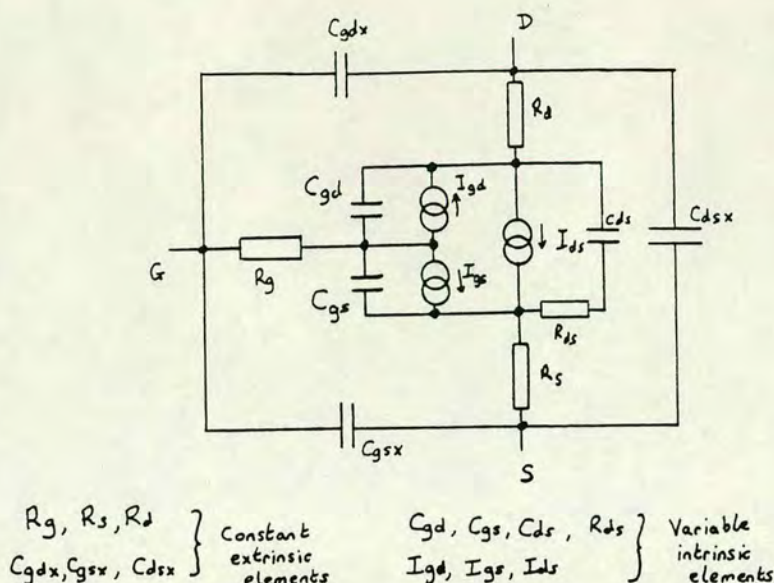 Cgdx
D
Rd
Cgd
Igd
Cds
Cdsx
Ids
G
Rg
Cgs
Igs
Rds
Rs
Cgsx
S
Rg, Rs, Rd
Cgdx, Cgsx, Cdsx
Constant
extrinsic
elements
Cgd, Cgs, Cds, Rds
Igd, Igs, Ids
Variable
intrinsic
elements